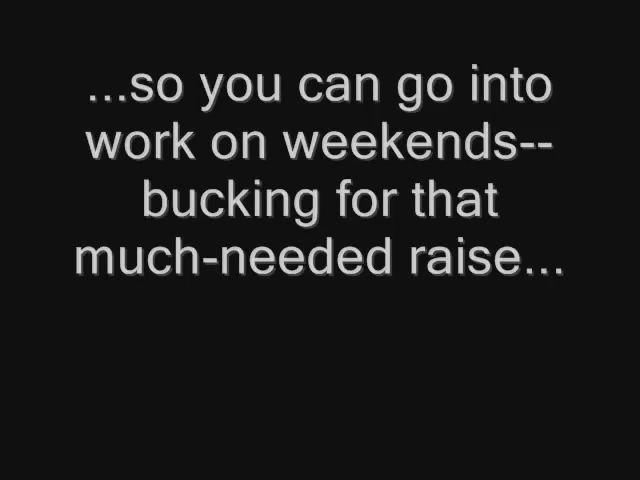 ...so you can go into
work on weekends--
bucking for that
much-needed raise...